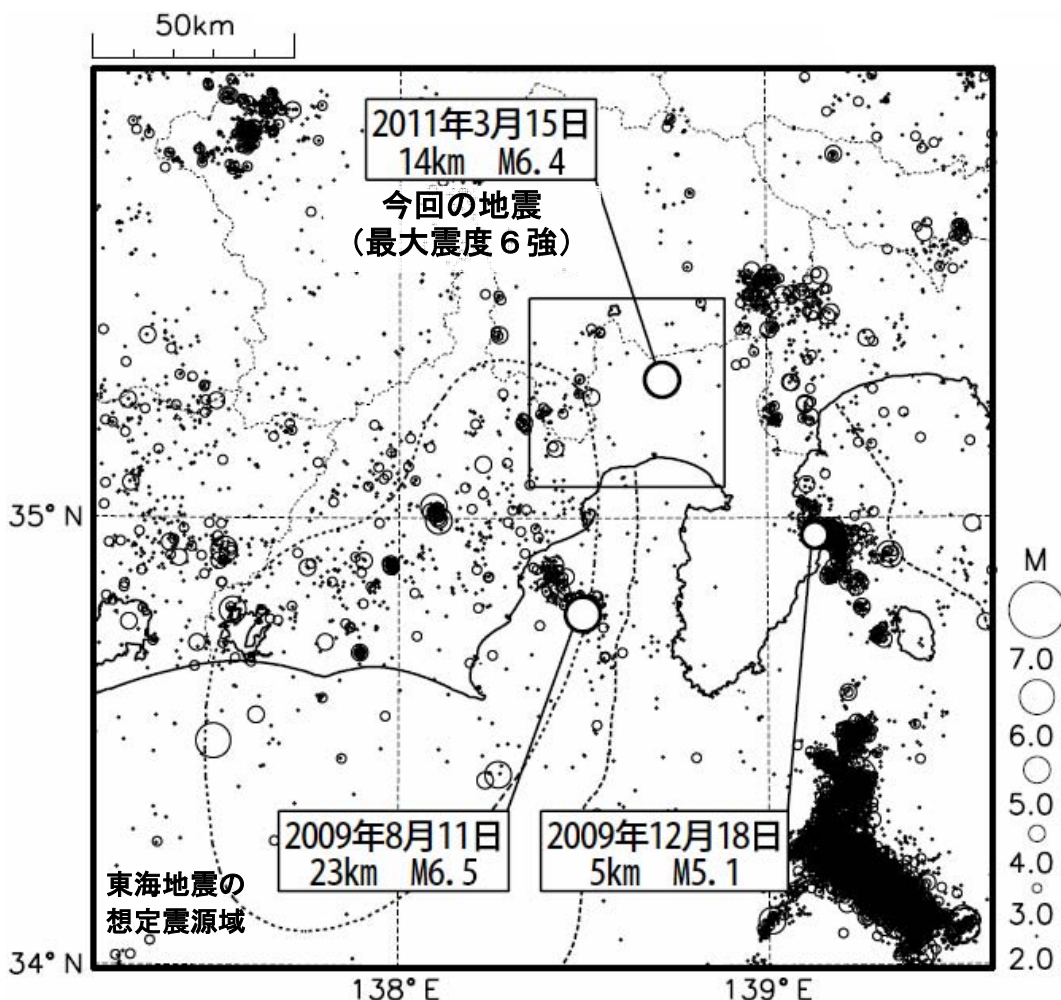 50km
2011年3月15日
14km M6.4
今回の地震
（最大震度６強）
35°N
M
7.0
6.0
5.0
4.0
3.0
2.0
2009年8月11日
23km M6.5
2009年12月18日
5km M5.1
東海地震の
想定震源域
34°N
138°E
139°E